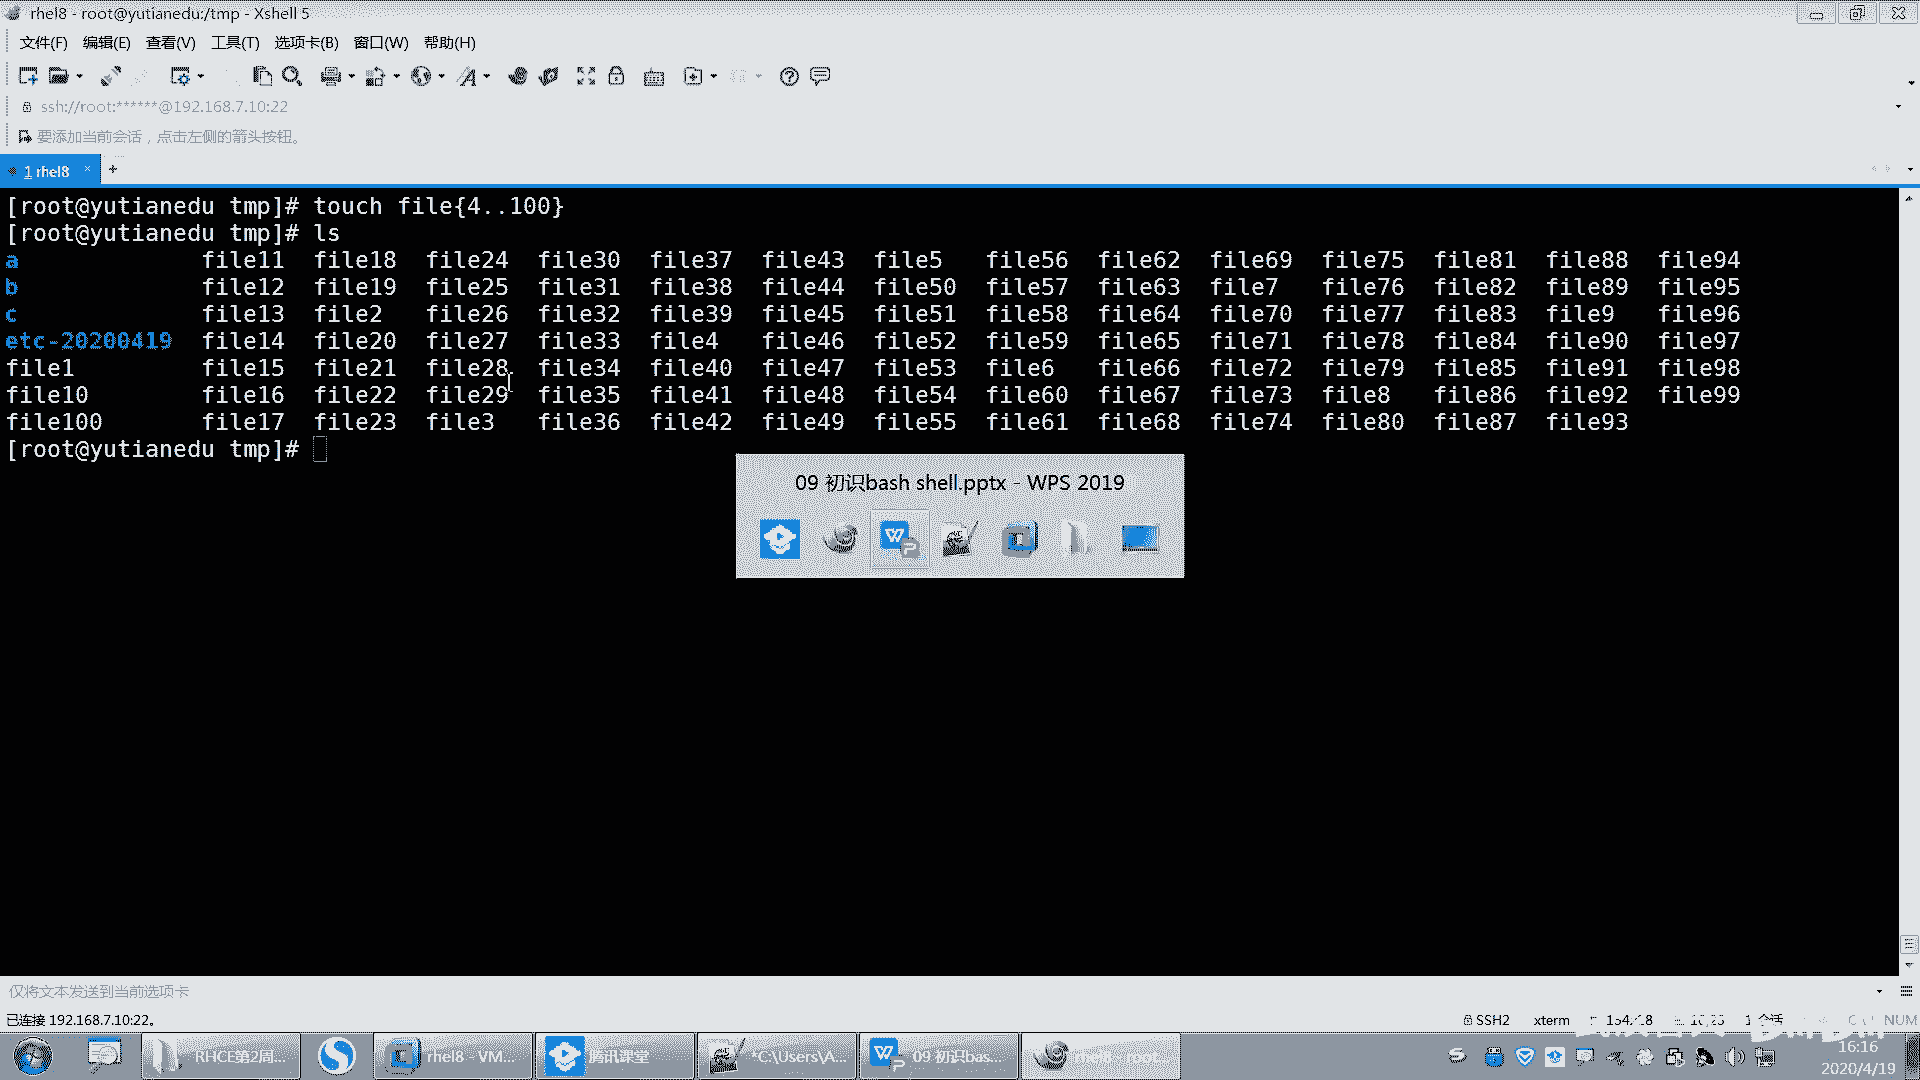 rhel8 - root@yutianedu:/tmp - Xshell 5
文件(F) 编辑(E) 查看(V) 工具(T) 选项卡(B) 窗口(W) 帮助(H)
ssh://root:******@192.168.7.10:22
要添加当前会话，点击左侧的箭头按钮。
1 rhel8
[root@yutianedu tmp]# touch file{4..100}
[root@yutianedu tmp]# ls
a file11 file18 file24 file30 file37 file43 file5 file56 file62 file69 file75 file81 file88 file94
b file12 file19 file25 file31 file38 file44 file50 file57 file63 file7 file76 file82 file89 file95
c file13 file2 file26 file32 file39 file45 file51 file58 file64 file70 file77 file83 file9 file96
etc-20200419 file14 file20 file27 file33 file4 file46 file52 file59 file65 file71 file78 file84 file90 file97
file1 file15 file21 file28 file34 file40 file47 file53 file6 file66 file72 file79 file85 file91 file98
file10 file16 file22 file29 file35 file41 file48 file54 file60 file67 file73 file8 file86 file92 file99
file100 file17 file23 file3 file36 file42 file49 file55 file61 file68 file74 file80 file87 file93
[root@yutianedu tmp]#
09 初识bash shell.pptx - WPS 2019
仅将文本发送到当前选项卡
已连接 192.168.7.10:22。 SSH2 xterm 1 会话 NUM
RHCE第2周... rhel8 - VM... 腾讯课堂 *C:\Users\A... 09 初识bas... rhel8 - root...
16:16
2020/4/19